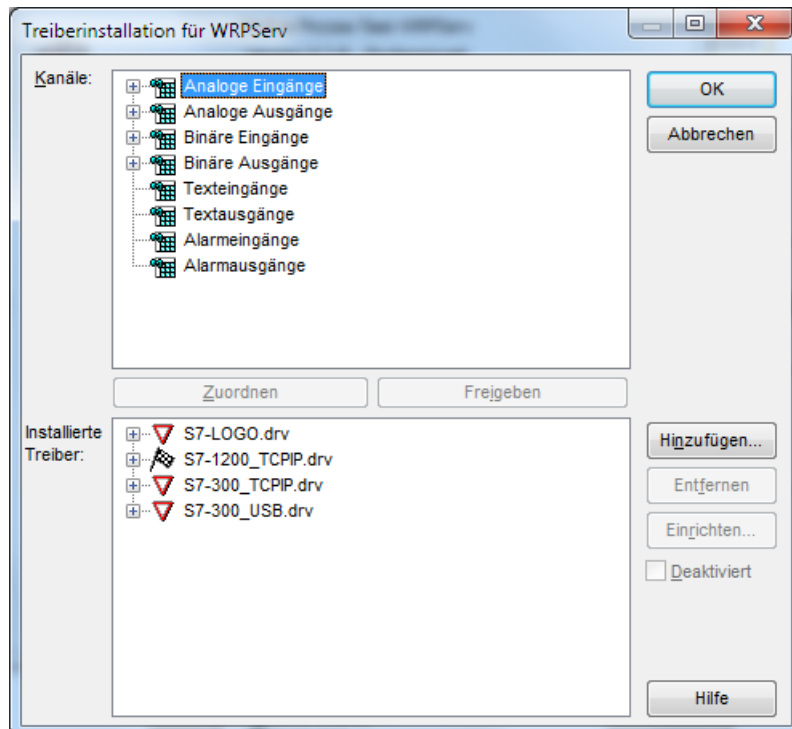 Treiberinstallation für WRPServ
Kanäle:
Analoge Eingänge
Analoge Ausgänge
Binäre Eingänge
Binäre Ausgänge
Texteingänge
Textausgänge
Alarmeingänge
Alarmausgänge
OK
Abbrechen
Zuordnen
Freigeben
Installierte
Treiber:
S7-LOGO.drv
S7-1200_TCPIP.drv
S7-300_TCPIP.drv
S7-300_USB.drv
Hinzufügen...
Entfernen
Einrichten...
Deaktiviert
Hilfe